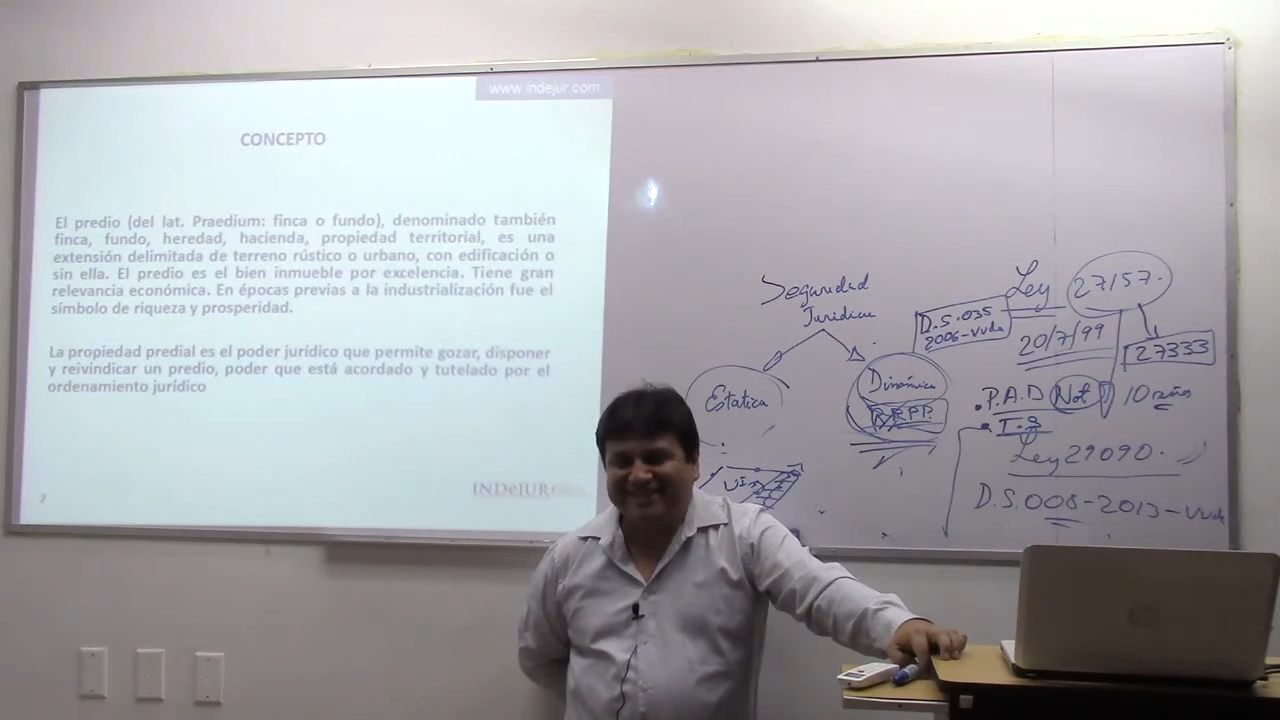 www.indejur.com
CONCEPTO
El predio (del lat. Praedium: finca o fundo), denominado también
finca, fundo, heredad, hacienda, propiedad territorial, es una
extensión delimitada de terreno rústico o urbano, con edificación o
sin ella. El predio es el bien inmueble por excelencia. Tiene gran
relevancia económica. En épocas previas a la industrialización fue el
símbolo de riqueza y prosperidad.
La propiedad predial es el poder jurídico que permite gozar, disponer
y reivindicar un predio, poder que está acordado y tutelado por el
ordenamiento jurídico
7
INDeJUR
Seguridad
Jurídica
Estática
Dinámica
RRPP.
D.S.035
2006-VVda
Ley 27157.
20/7/99
27333
P.A.D Not 10 años
T.S
Ley 29090.
D.S.008-2013-VVda